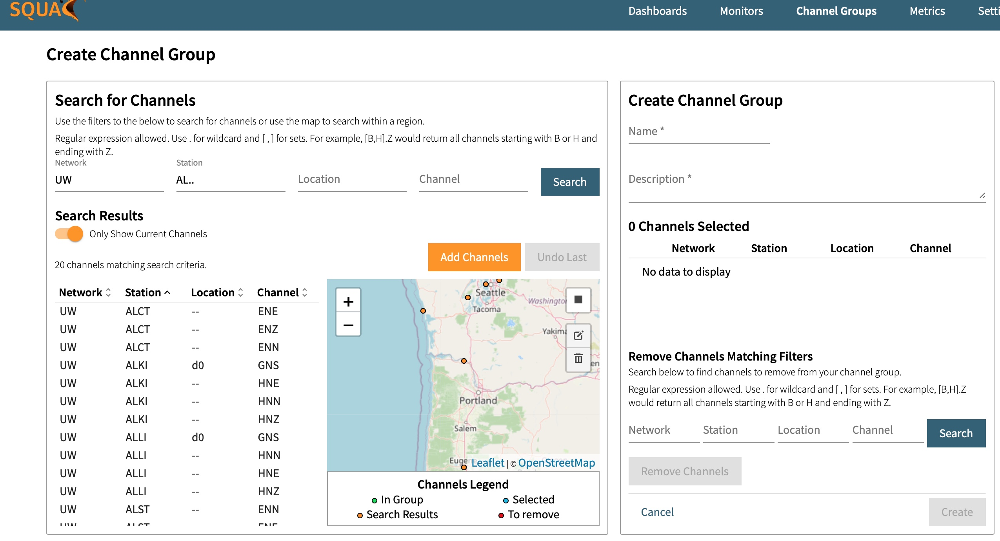 SQUAC
Dashboards Monitors Channel Groups Metrics
Create Channel Group
Search for Channels
Use the filters to the below to search for channels or use the map to search within a region.
Regular expression allowed. Use . for wildcard and [ , ] for sets. For example, [B,H].Z would return all channels starting with B or H and
ending with Z.
Network Station
UW AL.. Location Channel Search
Search Results
Only Show Current Channels
Add Channels Undo Last
20 channels matching search criteria.
Network Station Location Channel
UW ALCT -- ENE
UW ALCT -- ENZ
UW ALCT -- ENN
UW ALKI d0 GNS
UW ALKI -- HNE
UW ALKI -- HNN
UW ALKI -- HNZ
UW ALLI d0 GNS
UW ALLI -- HNN
UW ALLI -- HNE
UW ALLI -- HNZ
UW ALST -- ENN
UW ALST ENE
+
−
Seattle
Tacoma
Portland
Salem
Leaflet | © OpenStreetMap
Channels Legend
In Group Selected
Search Results To remove
Create Channel Group
Name *
Description *
0 Channels Selected
Network Station Location Channel
No data to display
Remove Channels Matching Filters
Search below to find channels to remove from your channel group.
Regular expression allowed. Use . for wildcard and [ , ] for sets. For example, [B,H].Z
would return all channels starting with B or H and ending with Z.
Network Station Location Channel Search
Remove Channels
Cancel Create